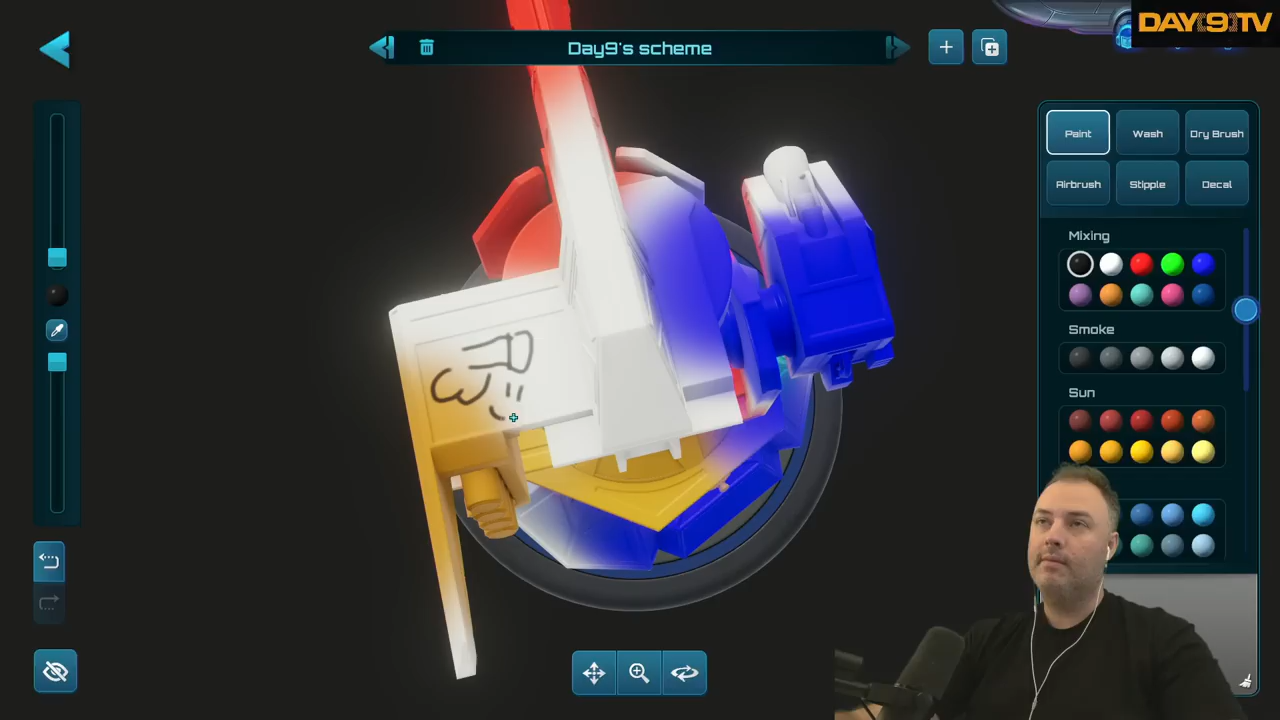 DAY9TV
Day9's scheme
Paint
Wash
Dry Brush
Airbrush
Stipple
Decal
Mixing
Smoke
Sun